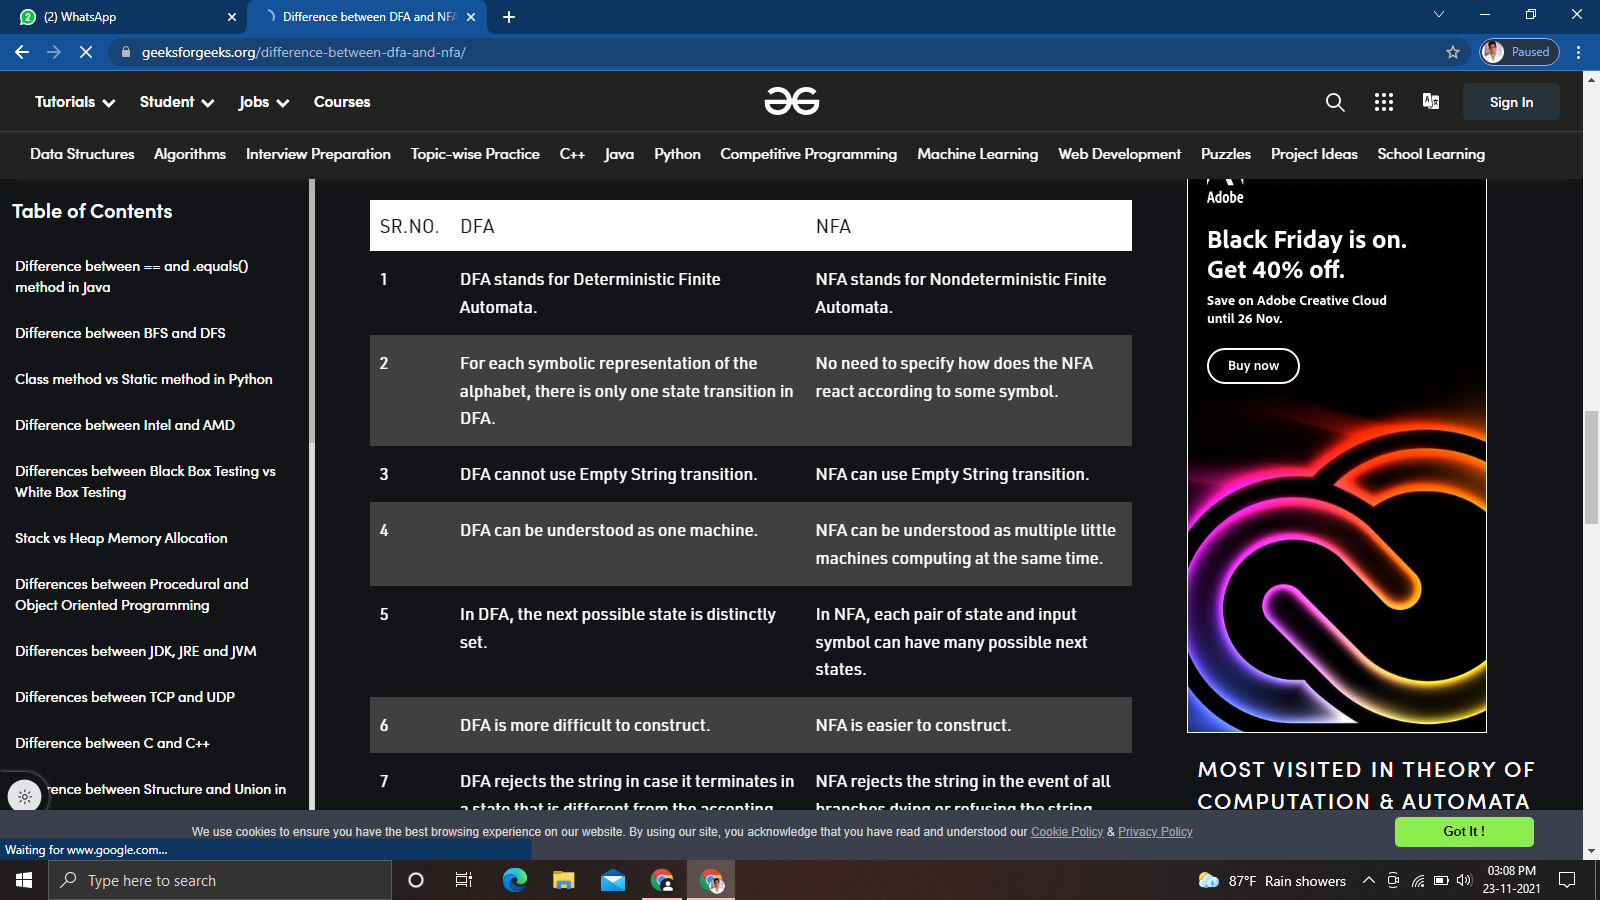 (2) WhatsApp
Difference between DFA and NFA
geeksforgeeks.org/difference-between-dfa-and-nfa/
Paused
Tutorials Student Jobs Courses
Sign In
Data Structures Algorithms Interview Preparation Topic-wise Practice C++ Java Python Competitive Programming Machine Learning Web Development Puzzles Project Ideas School Learning
Table of Contents
Difference between == and .equals()
method in Java
Difference between BFS and DFS
Class method vs Static method in Python
Difference between Intel and AMD
Differences between Black Box Testing vs
White Box Testing
Stack vs Heap Memory Allocation
Differences between Procedural and
Object Oriented Programming
Differences between JDK, JRE and JVM
Differences between TCP and UDP
Difference between C and C++
rence between Structure and Union in
SR.NO. DFA NFA
1 DFA stands for Deterministic Finite
Automata.
NFA stands for Nondeterministic Finite
Automata.
2 For each symbolic representation of the
alphabet, there is only one state transition in
DFA.
No need to specify how does the NFA
react according to some symbol.
3 DFA cannot use Empty String transition.
NFA can use Empty String transition.
4 DFA can be understood as one machine.
NFA can be understood as multiple little
machines computing at the same time.
5 In DFA, the next possible state is distinctly
set.
In NFA, each pair of state and input
symbol can have many possible next
states.
6 DFA is more difficult to construct.
NFA is easier to construct.
7 DFA rejects the string in case it terminates in
a state that is different from the accepting
NFA rejects the string in the event of all
branches dying or refusing the string
Adobe
Black Friday is on.
Get 40% off.
Save on Adobe Creative Cloud
until 26 Nov.
Buy now
MOST VISITED IN THEORY OF
COMPUTATION & AUTOMATA
We use cookies to ensure you have the best browsing experience on our website. By using our site, you acknowledge that you have read and understood our Cookie Policy & Privacy Policy
Got It !
Waiting for www.google.com...
Type here to search
87°F Rain showers
03:08 PM
23-11-2021